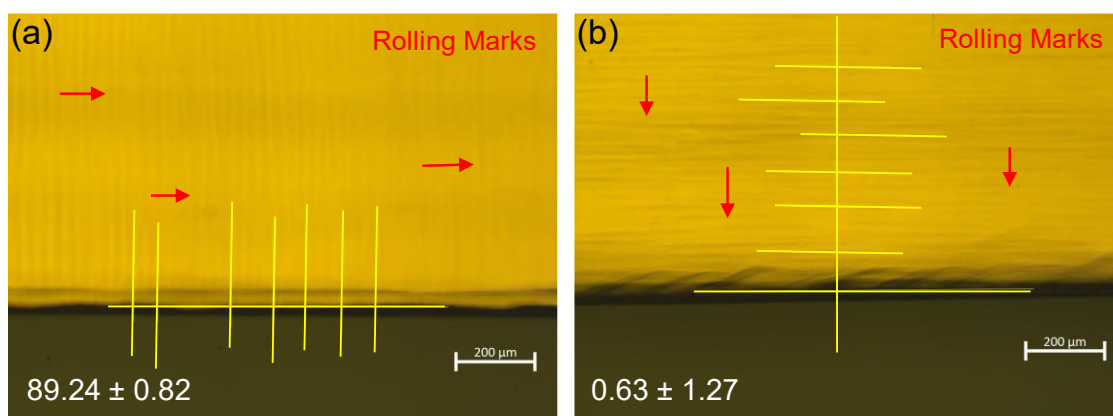 (a)
Rolling Marks
200 µm
89.24 ± 0.82
(b)
Rolling Marks
200 µm
0.63 ± 1.27